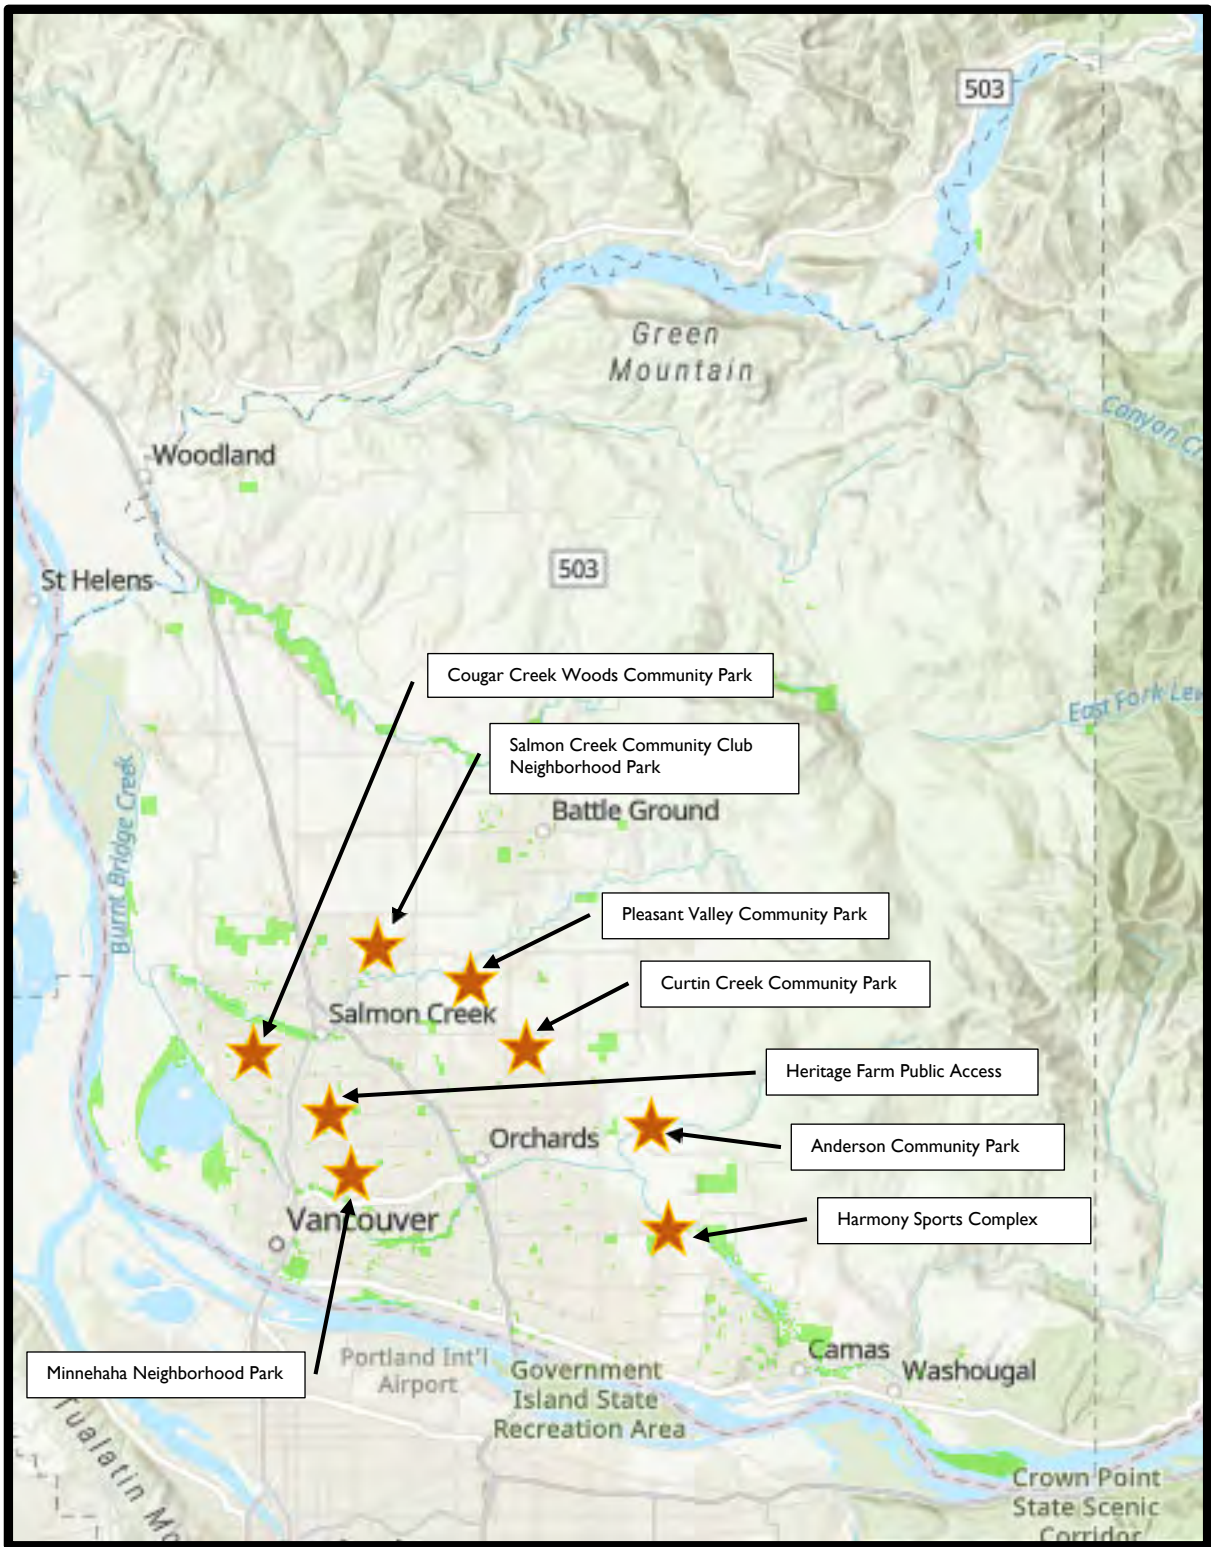 503
Green
Mountain
Canyon Cr
Woodland
503
St Helens
Cougar Creek Woods Community Park
East Fork Lew
Salmon Creek Community Club
Neighborhood Park
Burnt Bridge Creek
Battle Ground
Pleasant Valley Community Park
Curtin Creek Community Park
Salmon Creek
Heritage Farm Public Access
Orchards
Anderson Community Park
Harmony Sports Complex
Vancouver
Minnehaha Neighborhood Park
Portland Int'l
Airport
Government
Island State
Recreation Area
Camas
Washougal
Tualatin Mo
Crown Point
State Scenic
Corridor